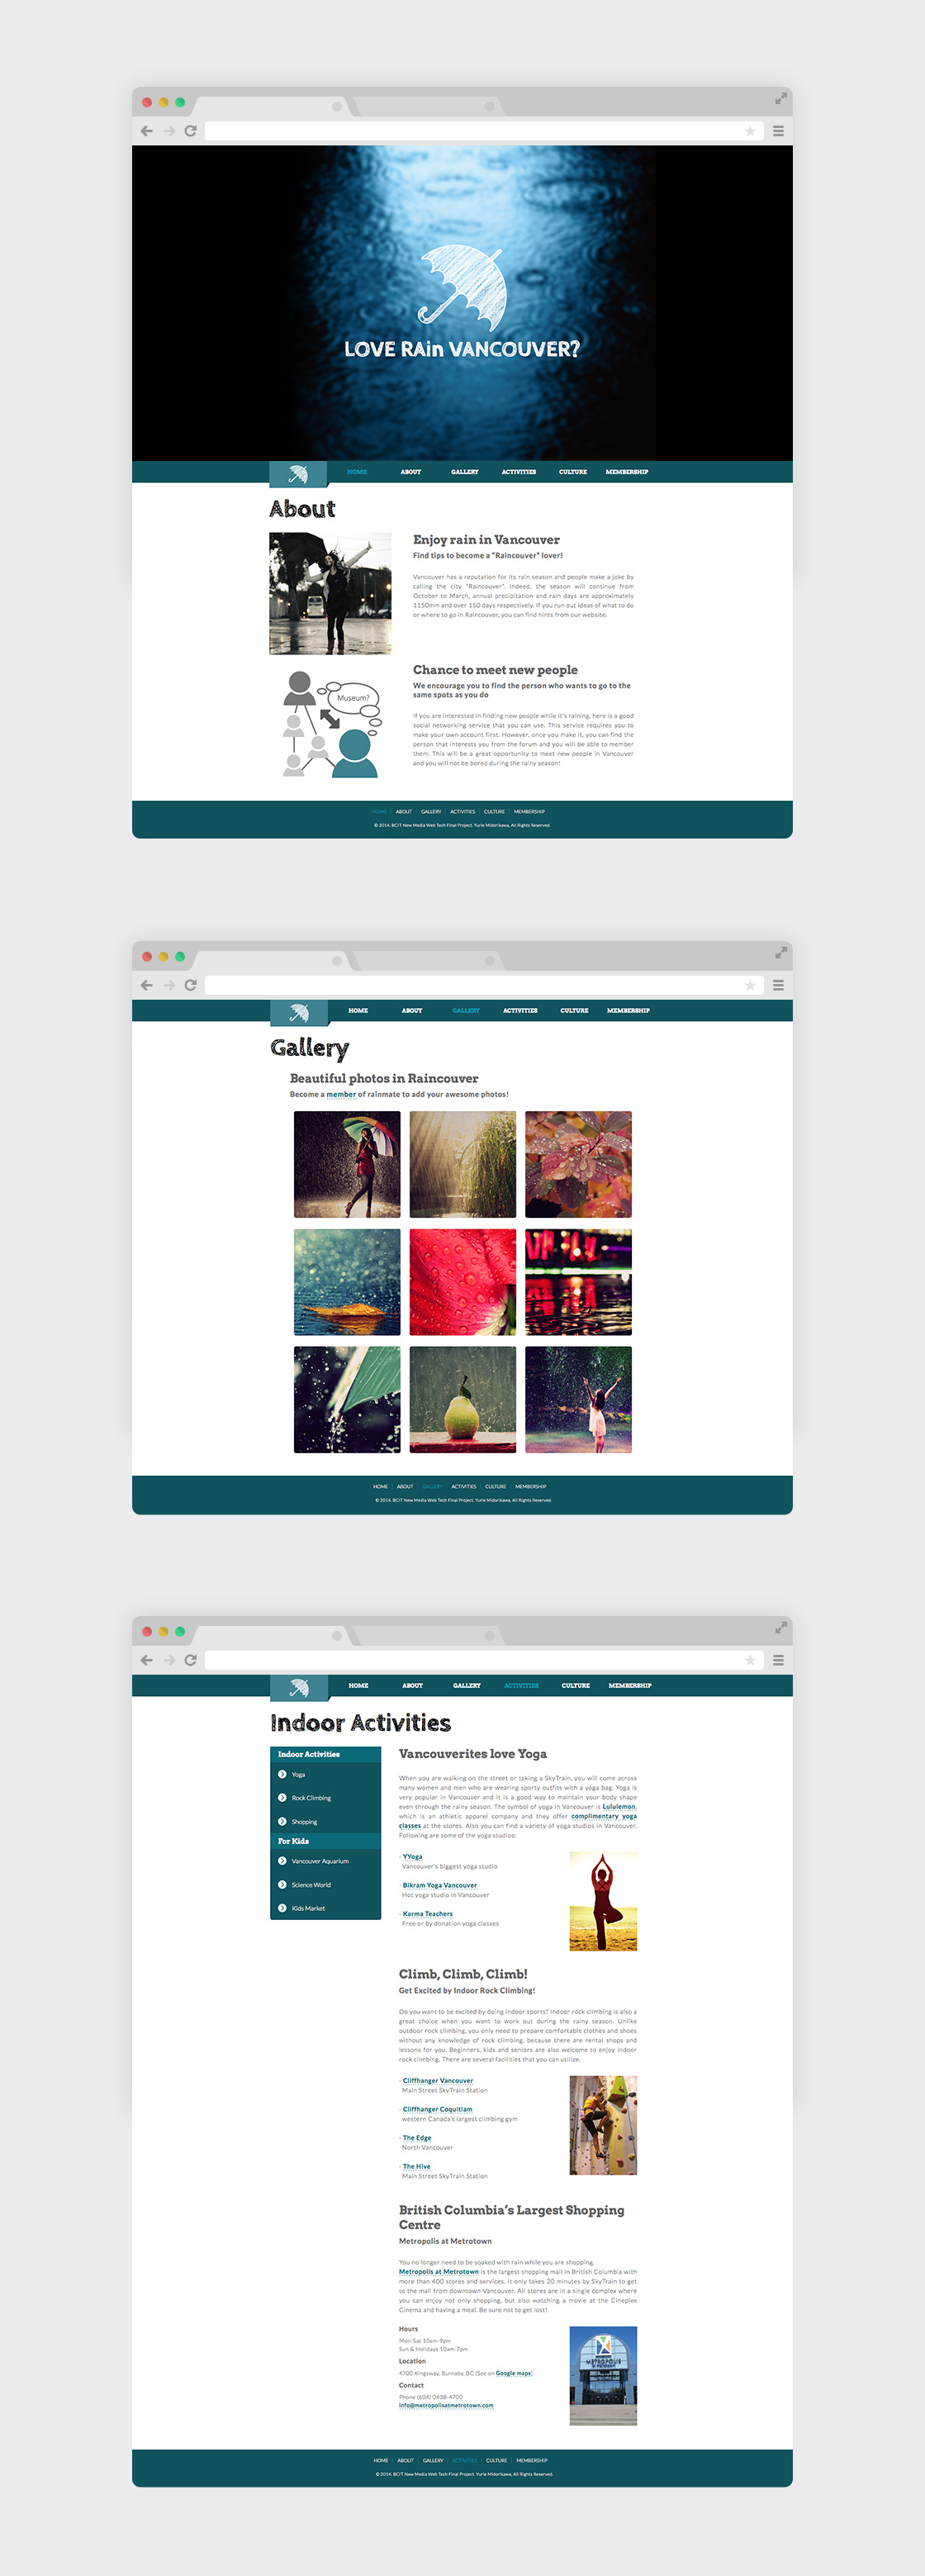 LOVE RAin VANCOUVER?
HOME ABOUT GALLERY ACTIVITIES CULTURE MEMBERSHIP
About
Enjoy rain in Vancouver
Find tips to become a "Raincouver" lover!
Vancouver has a reputation for its rain season and people make a joke by
calling the city "Raincouver". Indeed, the season will continue from
October to March, annual precipitation and rain days are approximately
1150mm and over 150 days respectively. If you run out ideas of what to do
or where to go in Raincouver, you can find hints from our website.
Museum?
Chance to meet new people
We encourage you to find the person who wants to go to the
same spots as you do
If you are interested in finding new people while it's raining, here is a good
social networking service that you can use. This service requires you to
make your own account first. However, once you make it, you can find the
person that interests you from the forum and you will be able to member
them. This will be a great opportunity to meet new people in Vancouver
and you will not be bored during the rainy season!
HOME | ABOUT | GALLERY | ACTIVITIES | CULTURE | MEMBERSHIP
© 2014. BCIT New Media Web Tech Final Project. Yurie Midorikawa, All Rights Reserved.
HOME ABOUT GALLERY ACTIVITIES CULTURE MEMBERSHIP
Gallery
Beautiful photos in Raincouver
Become a member of rainmate to add your awesome photos!
HOME | ABOUT | GALLERY | ACTIVITIES | CULTURE | MEMBERSHIP
© 2014. BCIT New Media Web Tech Final Project. Yurie Midorikawa, All Rights Reserved.
HOME ABOUT GALLERY ACTIVITIES CULTURE MEMBERSHIP
Indoor Activities
Indoor Activities
Yoga
Rock Climbing
Shopping
For Kids
Vancouver Aquarium
Science World
Kids Market
Vancouverites love Yoga
When you are walking on the street or taking a SkyTrain, you will come across
many women and men who are wearing sporty outfits with a yoga bag. Yoga is
very popular in Vancouver and it is a good way to maintain your body shape
even through the rainy season. The symbol of yoga in Vancouver is Lululemon,
which is an athletic apparel company and they offer complimentary yoga
classes at the stores. Also you can find a variety of yoga studios in Vancouver.
Following are some of the yoga studios:
- YYoga
Vancouver's biggest yoga studio
- Bikram Yoga Vancouver
Hot yoga studio in Vancouver
- Karma Teachers
Free or by donation yoga classes
Climb, Climb, Climb!
Get Excited by Indoor Rock Climbing!
Do you want to be excited by doing indoor sports? Indoor rock climbing is also a
great choice when you want to work out during the rainy season. Unlike
outdoor rock climbing, you only need to prepare comfortable clothes and shoes
without any knowledge of rock climbing, because there are rental shops and
lessons for you. Beginners, kids and seniors are also welcome to enjoy indoor
rock climbing. There are several facilities that you can utilize.
- Cliffhanger Vancouver
Main Street SkyTrain Station
- Cliffhanger Coquitlam
western Canada's largest climbing gym
- The Edge
North Vancouver
- The Hive
Main Street SkyTrain Station
British Columbia's Largest Shopping
Centre
Metropolis at Metrotown
You no longer need to be soaked with rain while you are shopping.
Metropolis at Metrotown is the largest shopping mall in British Columbia with
more than 400 stores and services. It only takes 20 minutes by SkyTrain to get
to the mall from downtown Vancouver. All stores are in a single complex where
you can enjoy not only shopping, but also watching a movie at the Cineplex
Cinema and having a meal. Be sure not to get lost!
Hours
Mon-Sat 10am-9pm
Sun & Holidays 10am-7pm
Location
4700 Kingsway, Burnaby, BC (See on Google maps)
Contact
Phone (604) 0438-4700
info@metropolisatmetrotown.com
METROPOLIS
HOME | ABOUT | GALLERY | ACTIVITIES | CULTURE | MEMBERSHIP
© 2014. BCIT New Media Web Tech Final Project. Yurie Midorikawa, All Rights Reserved.